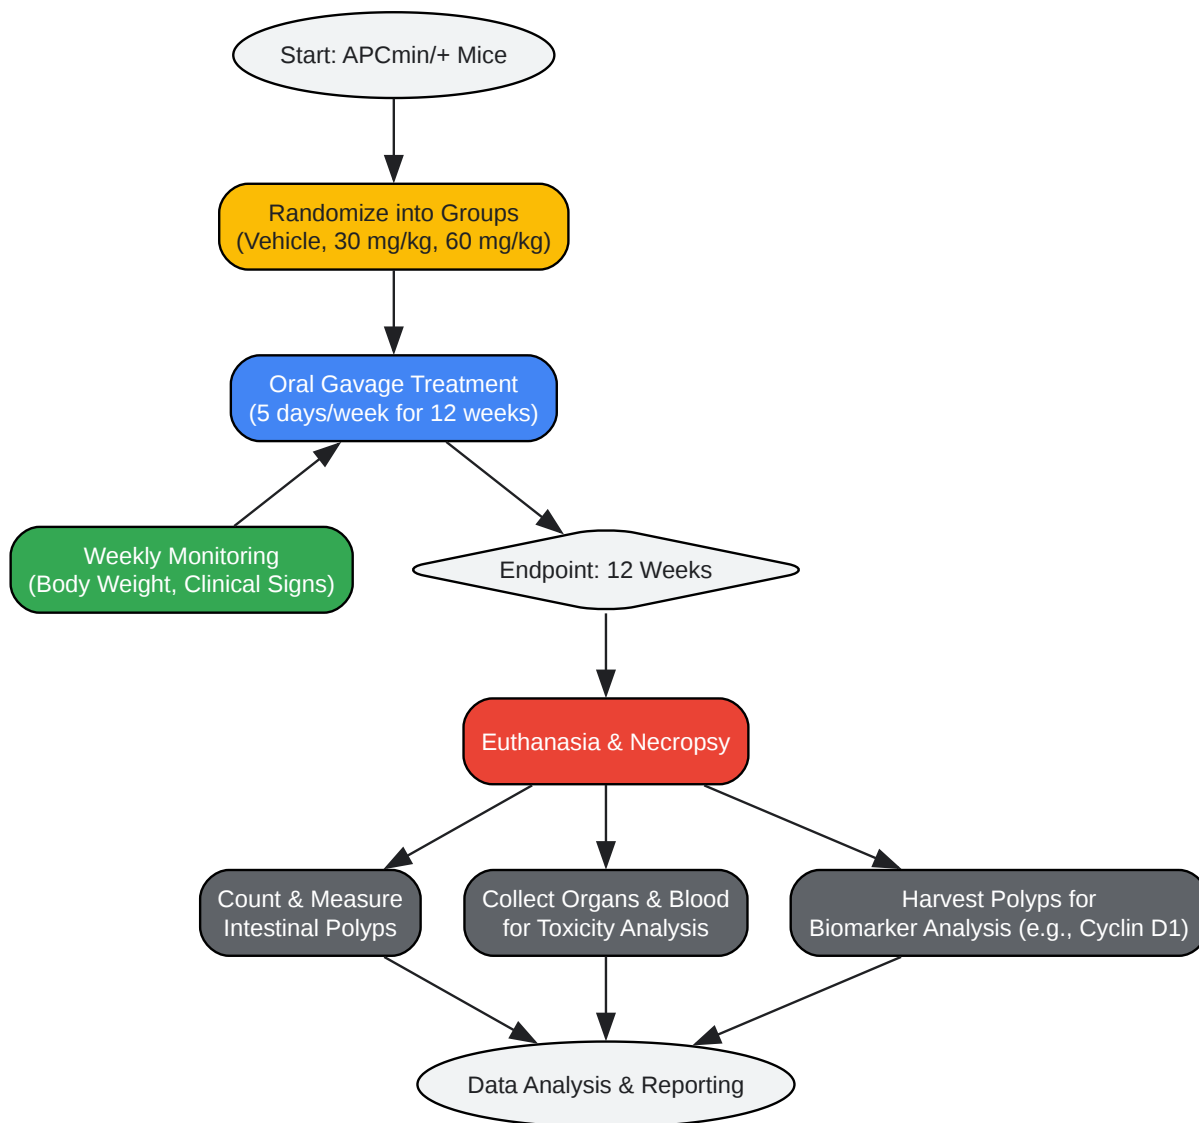 Start: APCmin/+ Mice
Randomize into Groups
(Vehicle, 30 mg/kg, 60 mg/kg)
Oral Gavage Treatment
(5 days/week for 12 weeks)
Weekly Monitoring
(Body Weight, Clinical Signs)
Endpoint: 12 Weeks
Euthanasia & Necropsy
Count & Measure
Intestinal Polyps
Collect Organs & Blood
for Toxicity Analysis
Harvest Polyps for
Biomarker Analysis (e.g., Cyclin D1)
Data Analysis & Reporting